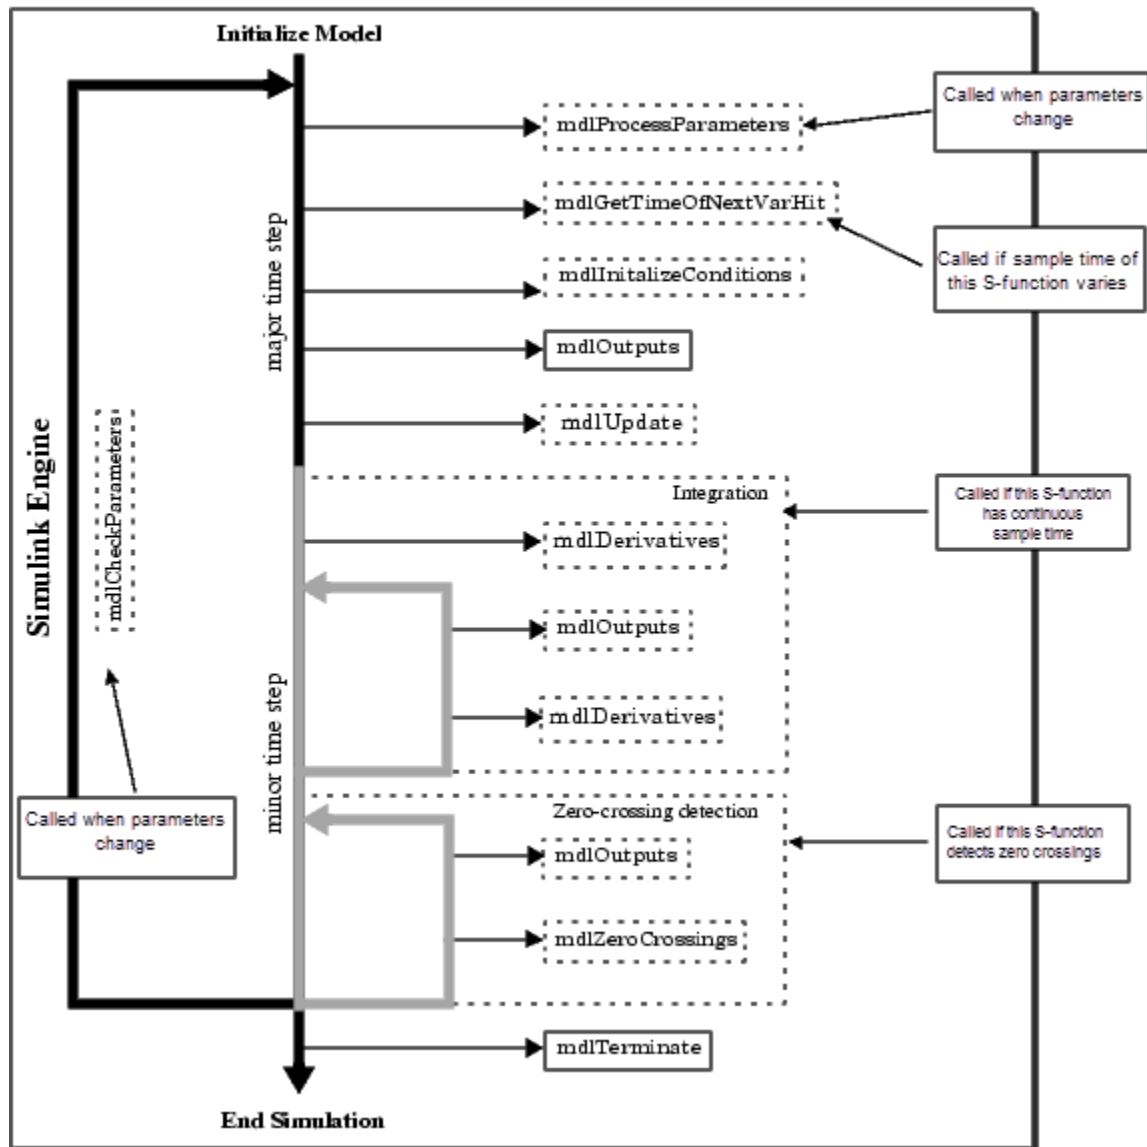 Initialize Model
Called when parameters
change
mdlProcessParameters
mdlGetTimeOfNextVarHit
Called if sample time of
this S-function varies
mdlInitalizeConditions
major time step
mdlOutputs
mdlUpdate
Simulink Engine
mdlCheckParameters
Integration
Called if this S-function
has continuous
sample time
mdlDerivatives
mdlOutputs
mdlDerivatives
minor time step
Called when parameters
change
Zero-crossing detection
Called if this S-function
detects zero crossings
mdlOutputs
mdlZeroCrossings
mdlTerminate
End Simulation